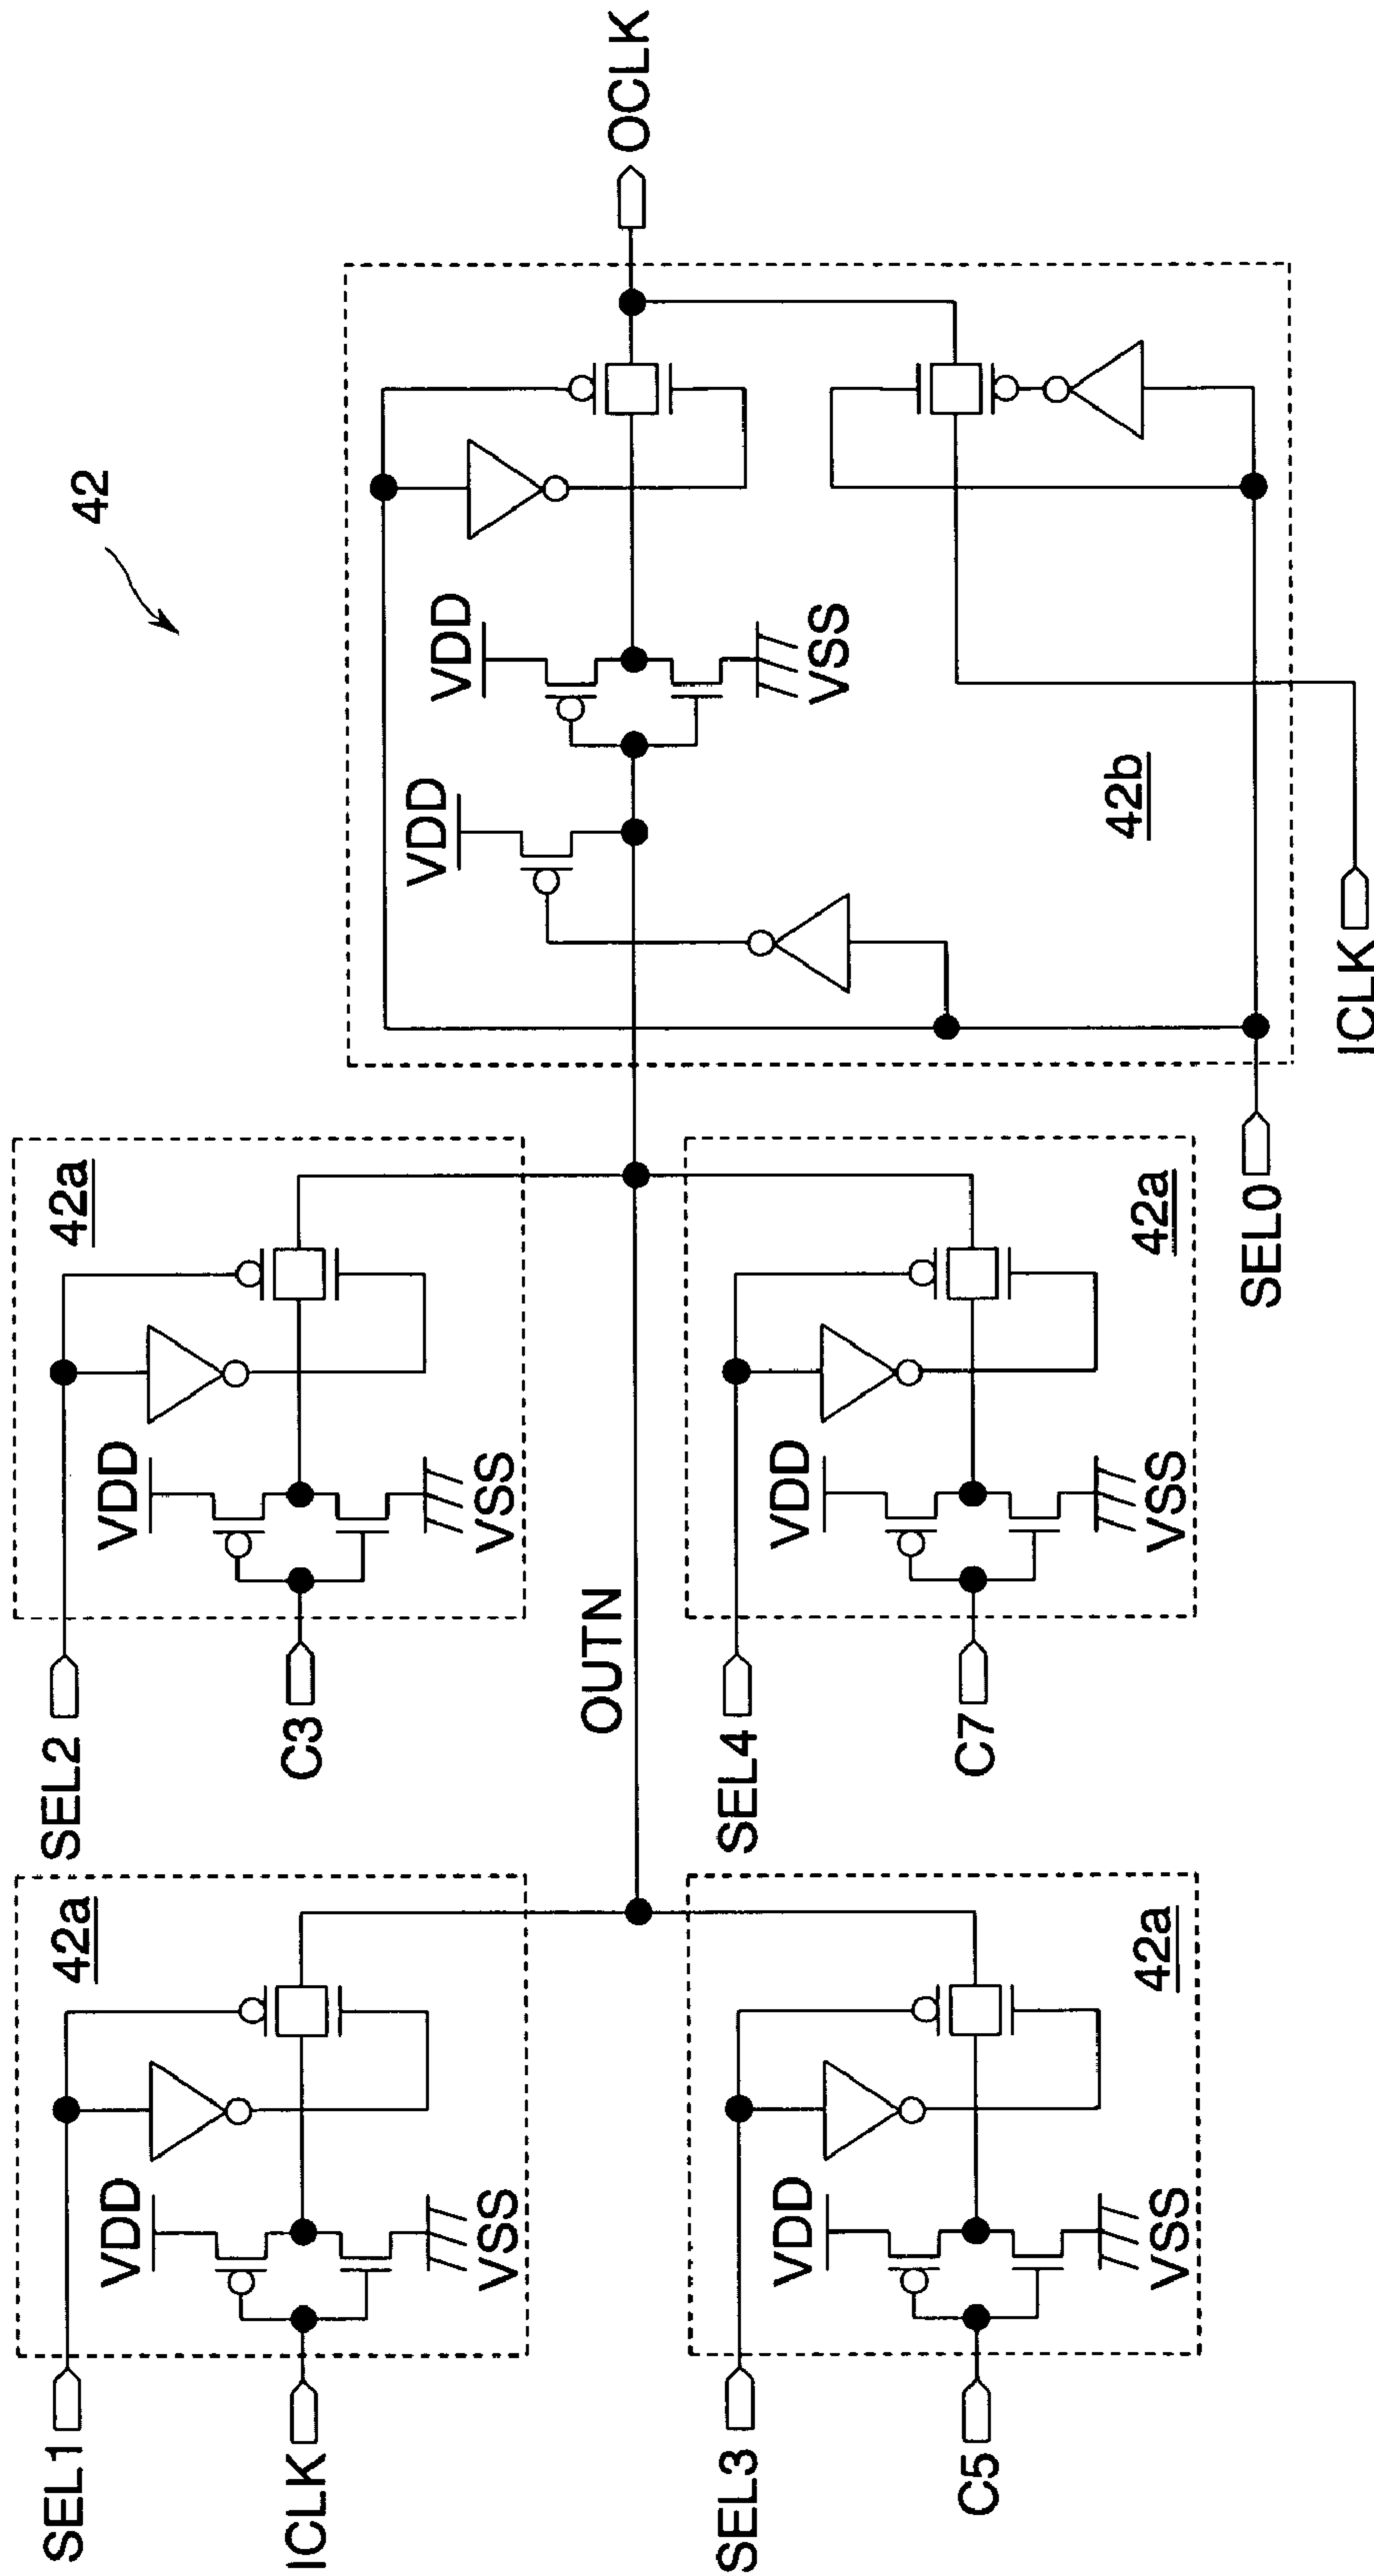 42
SEL1
42a
VDD
VSS
ICLK
SEL2
42a
VDD
VSS
C3
OUTN
SEL3
42a
VDD
VSS
C5
SEL4
42a
VDD
VSS
C7
VDD
VDD
VSS
42b
OCLK
SEL0
ICLK